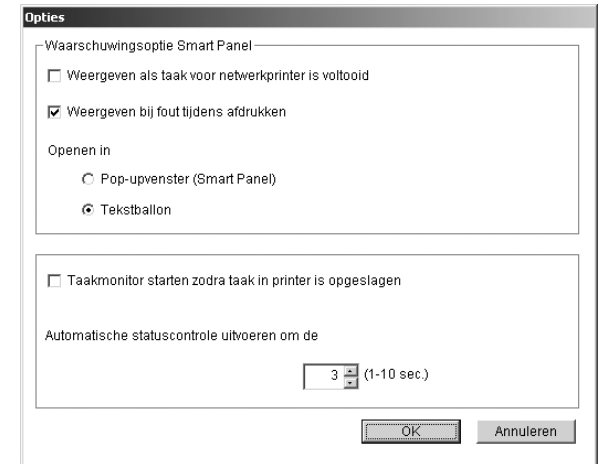 Opties
Waarschuwingsoptie Smart Panel
Weergeven als taak voor netwerkprinter is voltooid
Weergeven bij fout tijdens afdrukken
Openen in
Pop-upvenster (Smart Panel)
Tekstballon
Taakmonitor starten zodra taak in printer is opgeslagen
Automatische statuscontrole uitvoeren om de
3 (1-10 sec.)
OK Annuleren